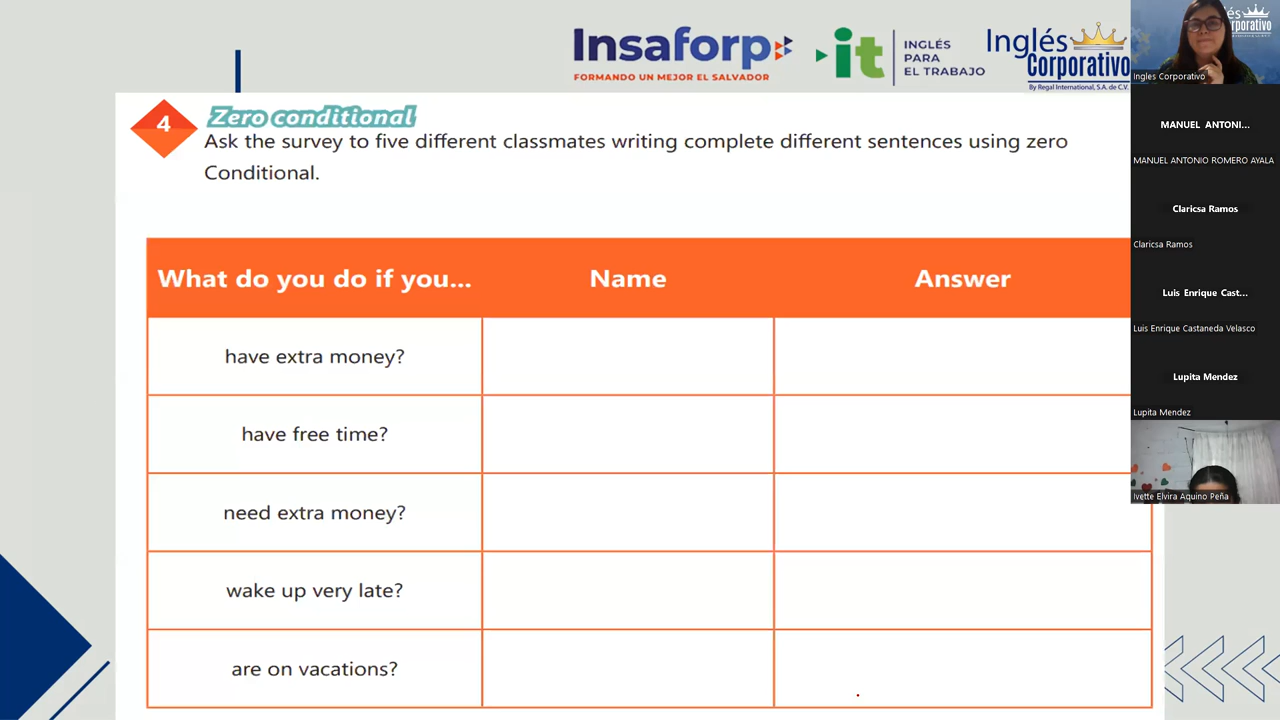 Insaforp
FORMANDO UN MEJOR EL SALVADOR
it
INGLÉS
PARA
EL TRABAJO
Inglés
Corporativo
By Regal International, S.A. de C.V.
4
Zero conditional
Ask the survey to five different classmates writing complete different sentences using zero
Conditional.
What do you do if you... Name Answer
have extra money?
have free time?
need extra money?
wake up very late?
are on vacations?
Ingles Corporativo
MANUEL ANTONI...
MANUEL ANTONIO ROMERO AYALA
Claricsa Ramos
Claricsa Ramos
Luis Enrique Cast...
Luis Enrique Castaneda Velasco
Lupita Mendez
Lupita Mendez
Ivette Elvira Aquino Peña